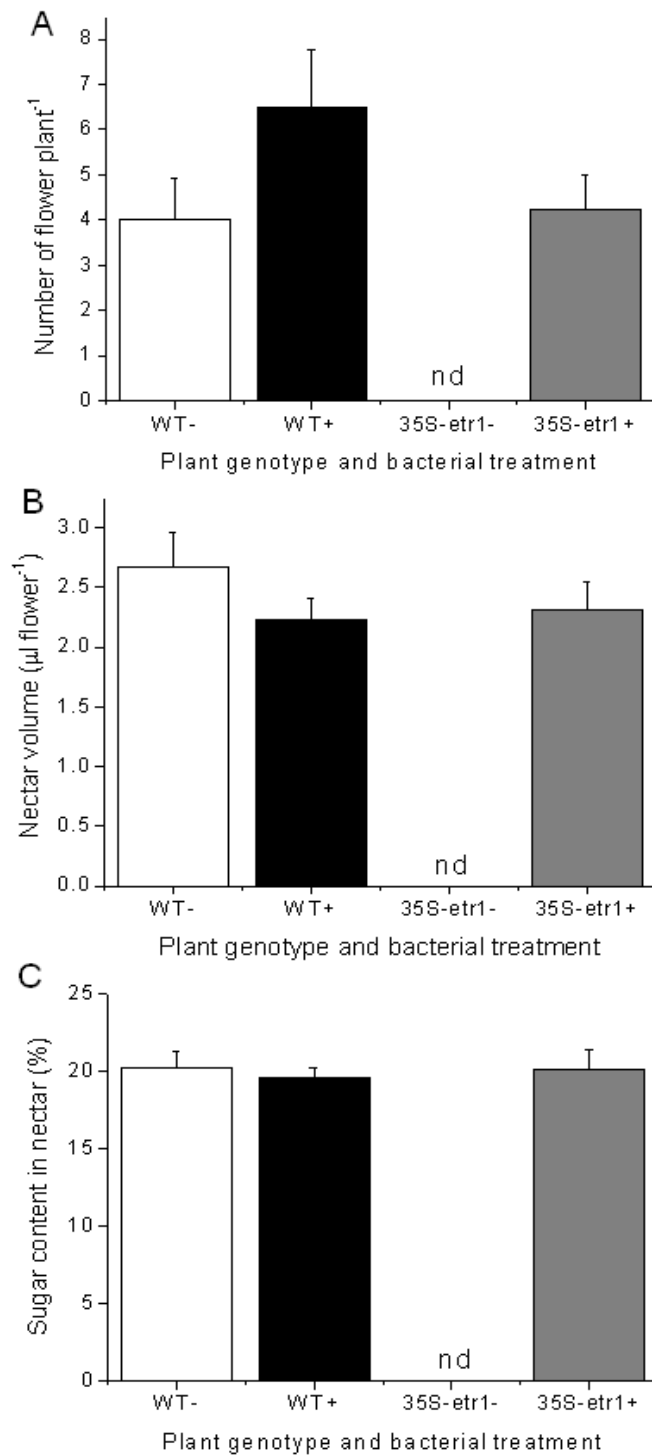 A
Number of flower plant-1
8
7
6
5
4
3
2
1
0
nd
WT- WT+ 35S-etr1- 35S-etr1+
Plant genotype and bacterial treatment
B
Nectar volume (µl flower-1)
3.0
2.5
2.0
1.5
1.0
0.5
0.0
nd
WT- WT+ 35S-etr1- 35S-etr1+
Plant genotype and bacterial treatment
C
Sugar content in nectar (%)
25
20
15
10
5
0
nd
WT- WT+ 35S-etr1- 35S-etr1+
Plant genotype and bacterial treatment